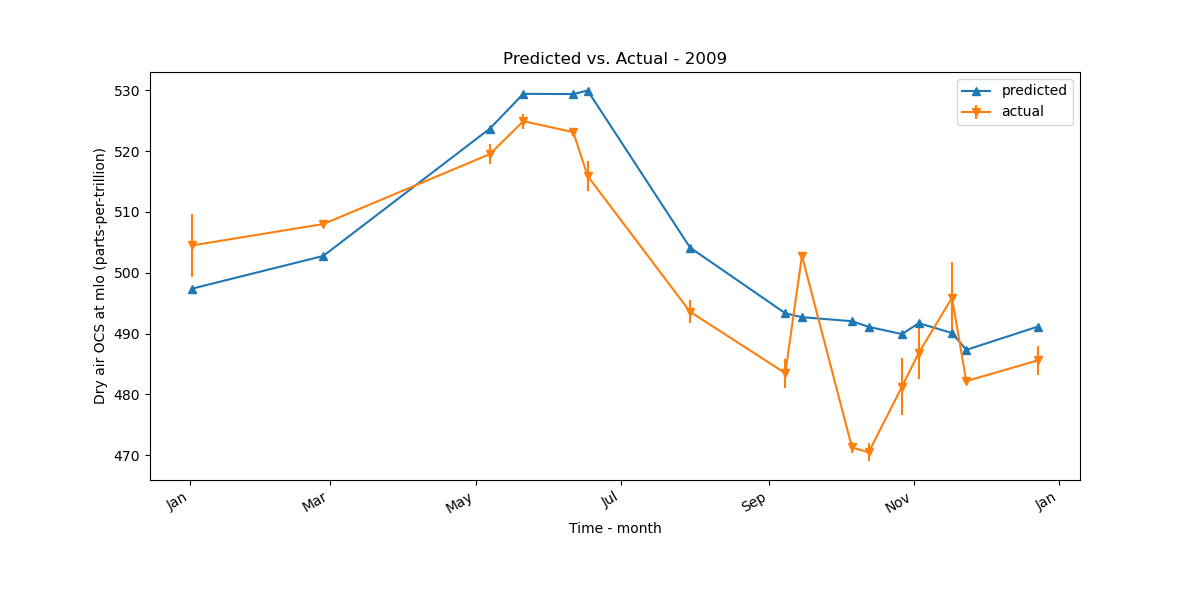 Predicted vs. Actual - 2009
predicted
actual
Dry air OCS at mlo (parts-per-trillion)
530
520
510
500
490
480
470
Jan
Mar
May
Jul
Sep
Nov
Jan
Time - month